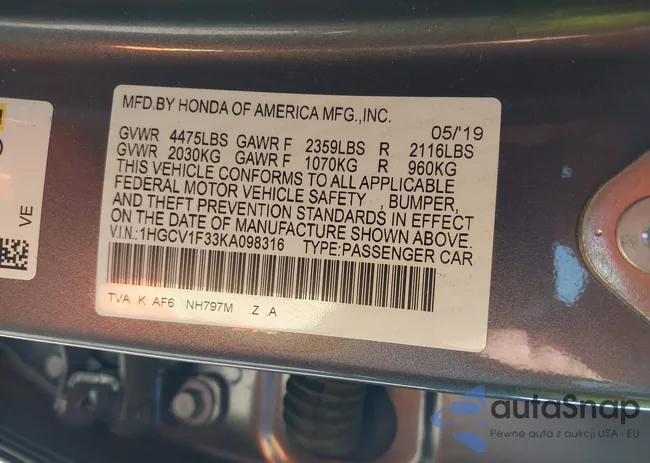 MFD.BY HONDA OF AMERICA MFG.,INC.
05/'19
GVWR 4475LBS GAWR F 2359LBS R 2116LBS
GVWR 2030KG GAWR F 1070KG R 960KG
THIS VEHICLE CONFORMS TO ALL APPLICABLE
FEDERAL MOTOR VEHICLE SAFETY , BUMPER,
AND THEFT PREVENTION STANDARDS IN EFFECT
ON THE DATE OF MANUFACTURE SHOWN ABOVE.
V.I.N.:1HGCV1F33KA098316 TYPE:PASSENGER CAR
TVA K AF6 NH797M .Z .A
VE
autaSnap
Pewne auta z aukcji USA i EU